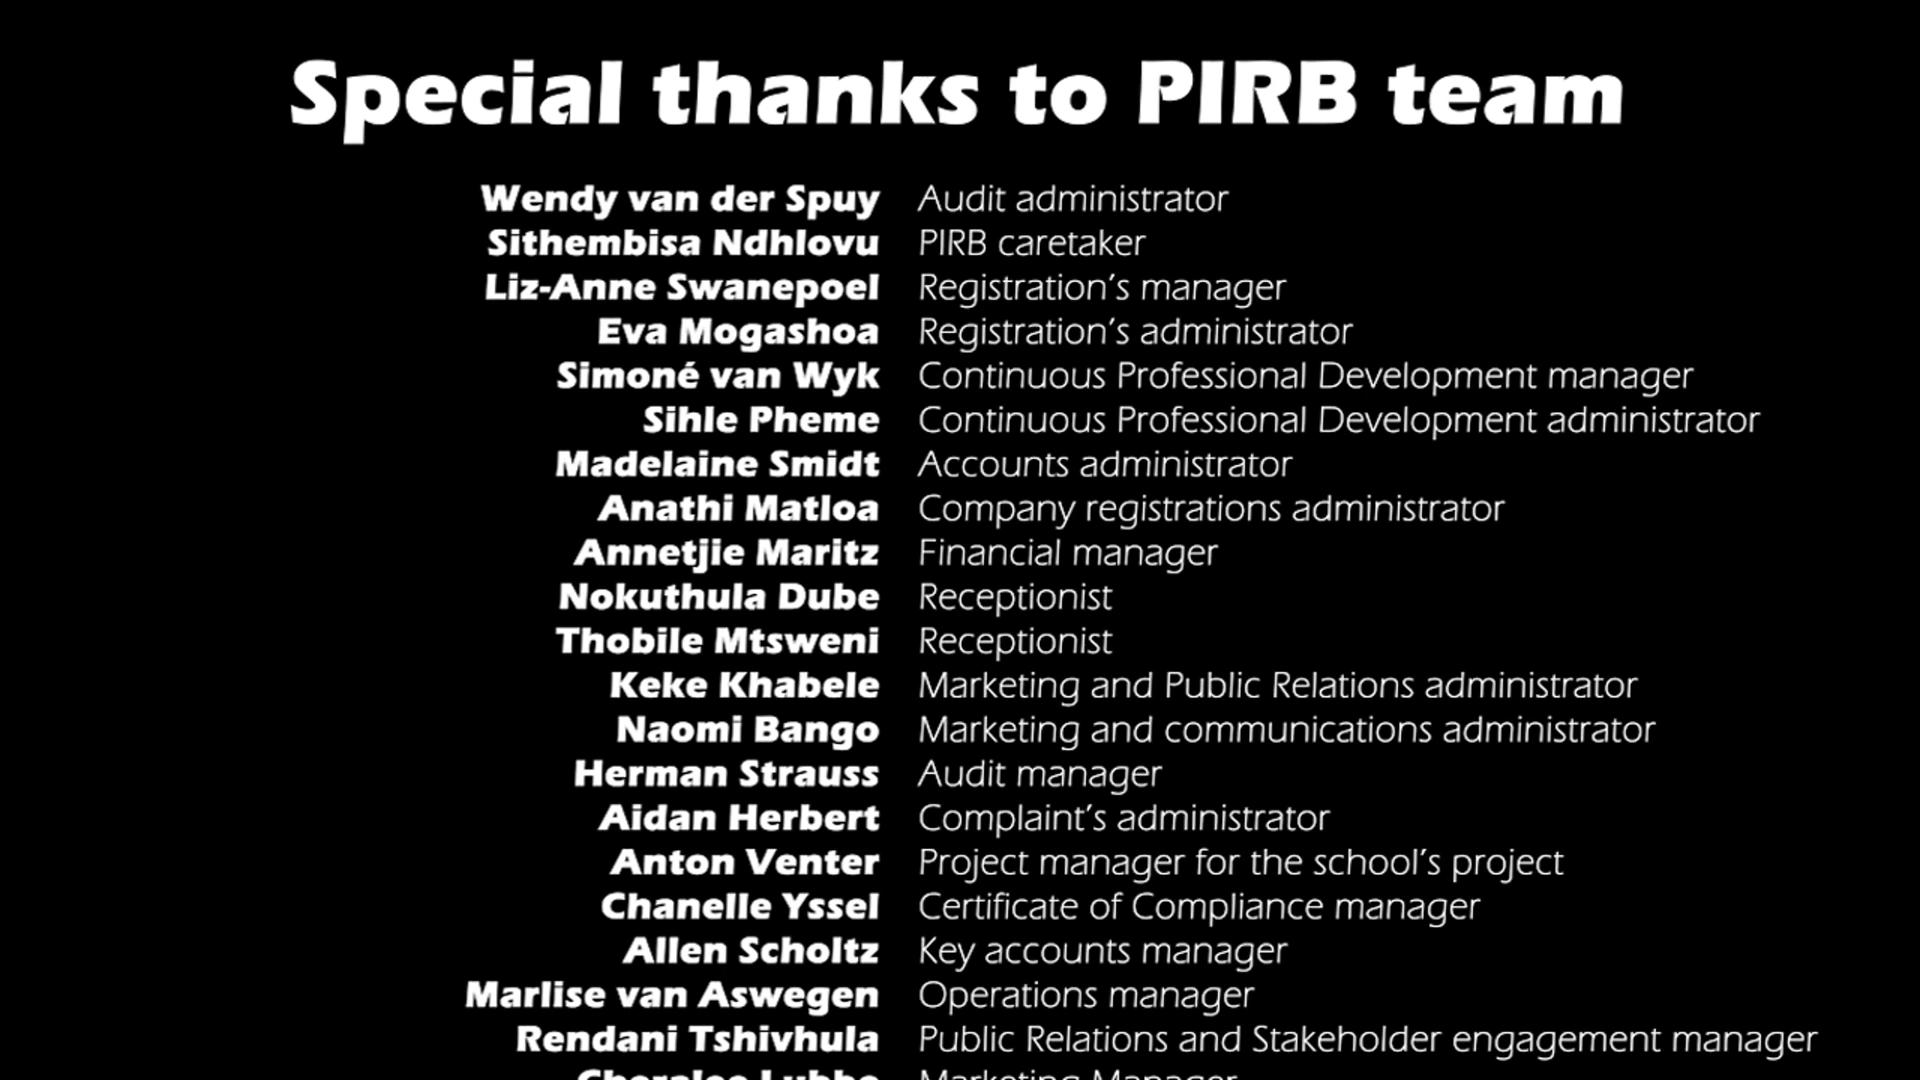 Special thanks to PIRB team
Wendy van der Spuy Audit administrator
Sithembisa Ndhlovu PIRB caretaker
Liz-Anne Swanepoel Registration’s manager
Eva Mogashoa Registration’s administrator
Simoné van Wyk Continuous Professional Development manager
Sihle Pheme Continuous Professional Development administrator
Madelaine Smidt Accounts administrator
Anathi Matloa Company registrations administrator
Annetjie Maritz Financial manager
Nokuthula Dube Receptionist
Thobile Mtsweni Receptionist
Keke Khabele Marketing and Public Relations administrator
Naomi Bango Marketing and communications administrator
Herman Strauss Audit manager
Aidan Herbert Complaint’s administrator
Anton Venter Project manager for the school’s project
Chanelle Yssel Certificate of Compliance manager
Allen Scholtz Key accounts manager
Marlise van Aswegen Operations manager
Rendani Tshivhula Public Relations and Stakeholder engagement manager
Marketing Manager